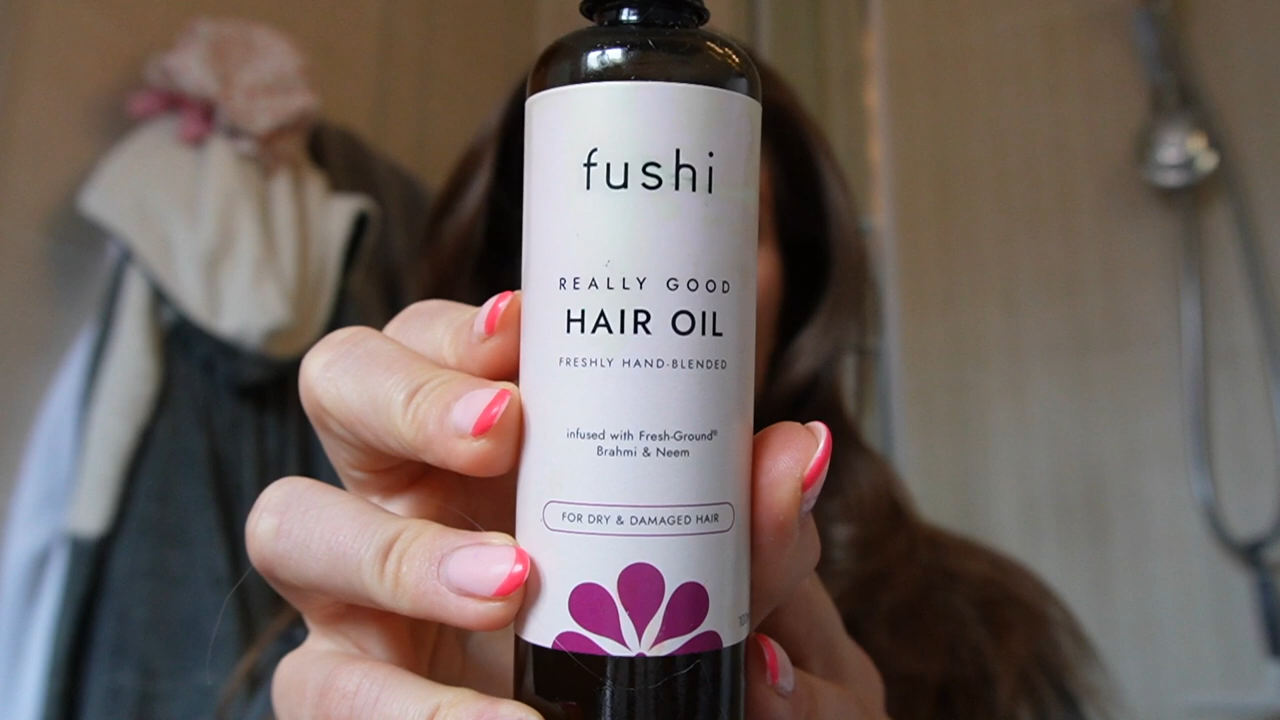 fushi
REALLY GOOD
HAIR OIL
FRESHLY HAND-BLENDED
infused with Fresh-Ground®
Brahmi & Neem
FOR DRY & DAMAGED HAIR